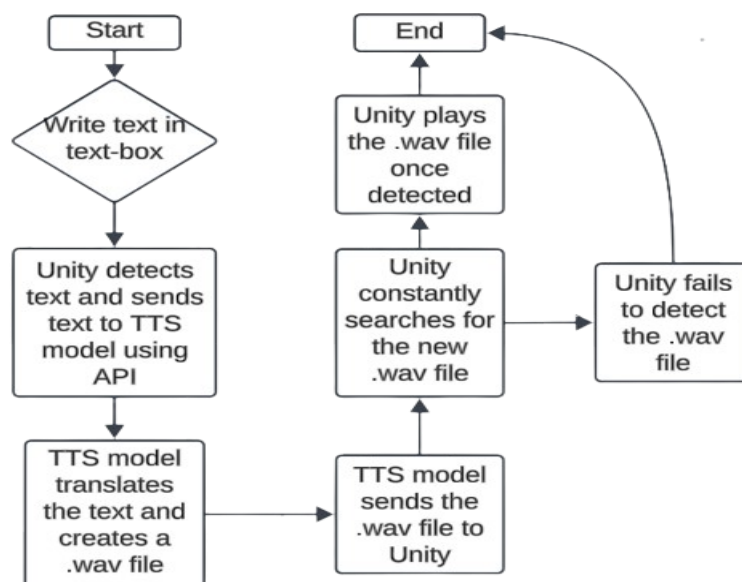 Start
Write text in
text-box
Unity detects
text and sends
text to TTS
model using
API
TTS model
translates
the text and
creates a
.wav file
TTS model
sends the
.wav file to
Unity
Unity
constantly
searches for
the new
.wav file
Unity plays
the .wav file
once
detected
End
Unity fails
to detect
the .wav
file